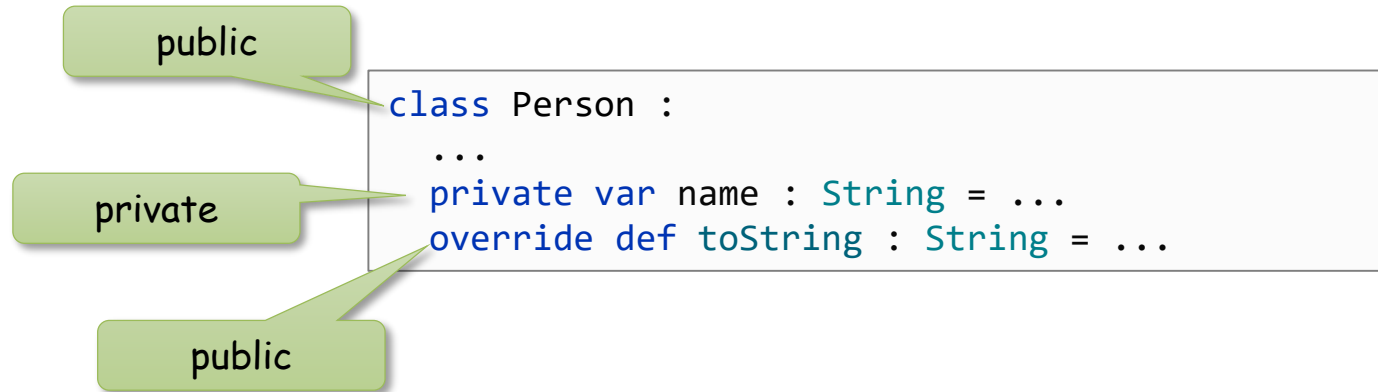 public
class Person :
...
private
private var name : String = ...
override def toString : String = ...
public